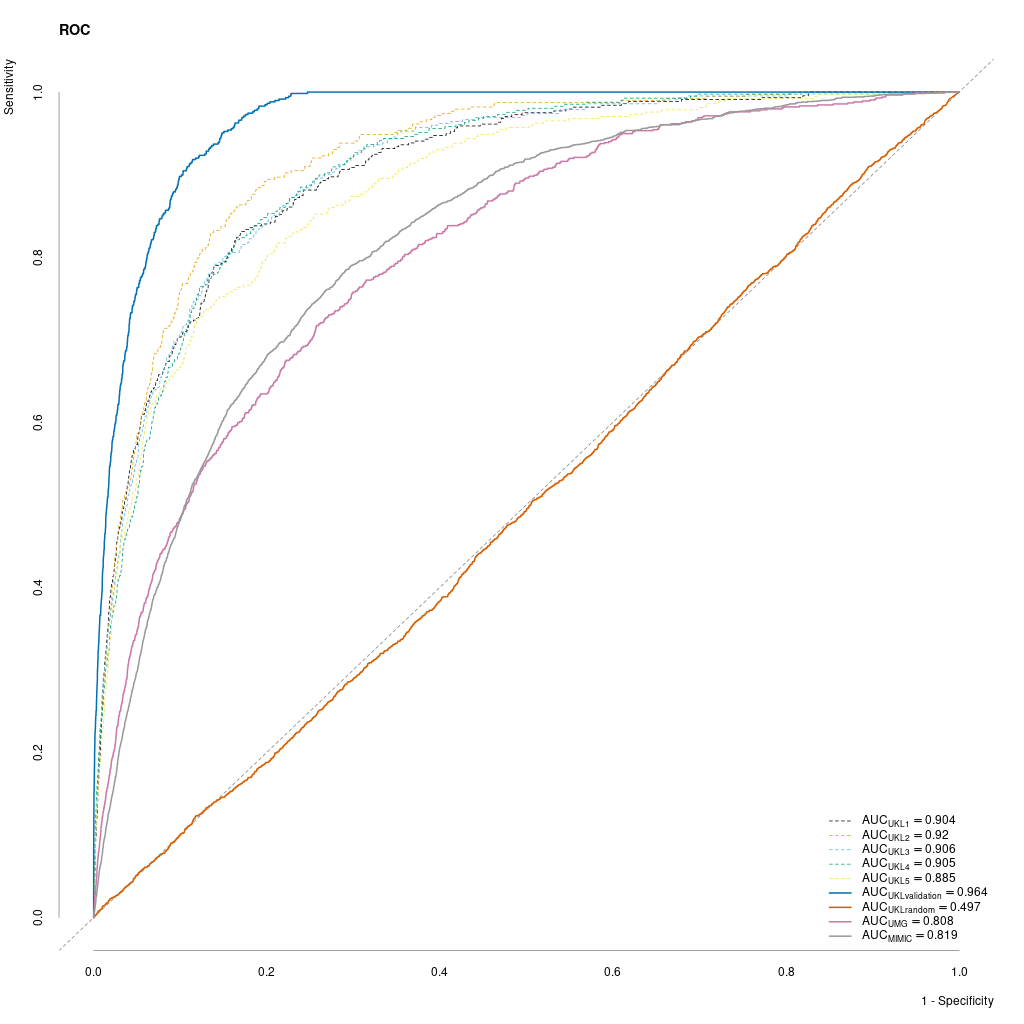 ROC
Sensitivity
1.0
0.8
0.6
0.4
0.2
0.0
AUCUKL1 = 0.904
AUCUKL2 = 0.92
AUCUKL3 = 0.906
AUCUKL4 = 0.905
AUCUKL5 = 0.885
AUCUKLvalidation = 0.964
AUCUKLrandom = 0.497
AUCUMG = 0.808
AUCMIMIC = 0.819
0.0 0.2 0.4 0.6 0.8 1.0
1 - Specificity